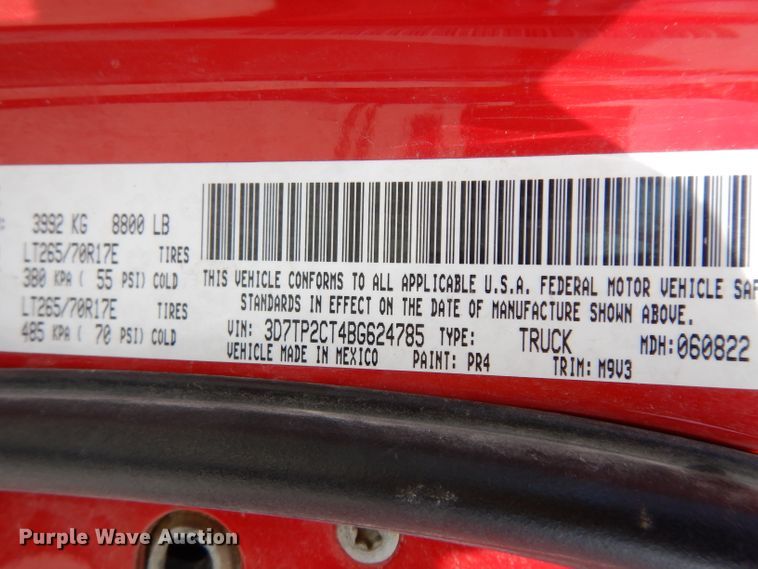 3992 KG 8800 LB
LT265/70R17E TIRES
380 KPA ( 55 PSI) COLD
LT265/70R17E TIRES
485 KPA ( 70 PSI) COLD
THIS VEHICLE CONFORMS TO ALL APPLICABLE U.S.A. FEDERAL MOTOR VEHICLE SAF
STANDARDS IN EFFECT ON THE DATE OF MANUFACTURE SHOWN ABOVE.
VIN: 3D7TP2CT4BG624785 TYPE: TRUCK MDH: 060822
VEHICLE MADE IN MEXICO PAINT: PR4 TRIM: M9V3
Purple Wave Auction